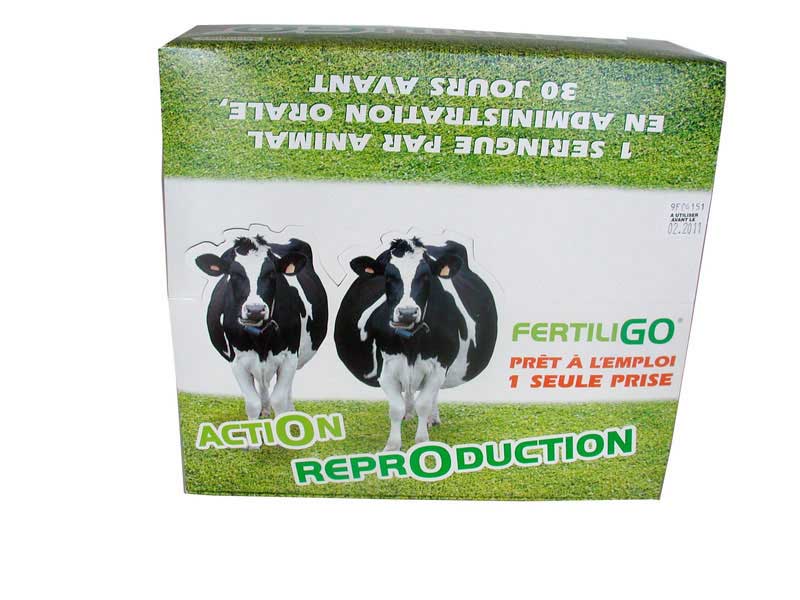 1 SERINGUE PAR ANIMAL
EN ADMINISTRATION ORALE,
30 JOURS AVANT
9F06151
A UTILISER
AVANT LE
02.2011
FERTILIGO®
PRÊT À L'EMPLOI
1 SEULE PRISE
ACTION
REPRODUCTION